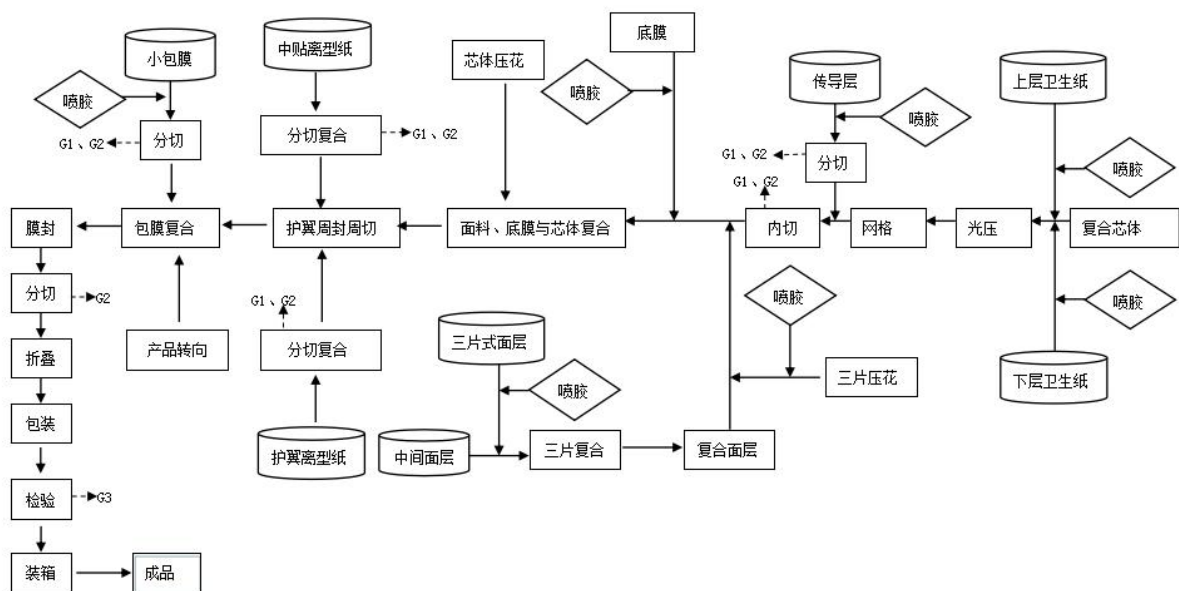 小包膜
中贴离型纸
底膜
芯体压花
喷胶
喷胶
传导层
上层卫生纸
喷胶
G1、G2
分切
分切复合
G1、G2
G1、G2
分切
喷胶
G1、G2
膜封
包膜复合
护翼周封周切
面料、底膜与芯体复合
内切
网格
光压
复合芯体
分切
G2
G1、G2
喷胶
喷胶
折叠
产品转向
分切复合
三片式面层
三片压花
下层卫生纸
喷胶
包装
护翼离型纸
中间面层
三片复合
复合面层
检验
G3
装箱
成品